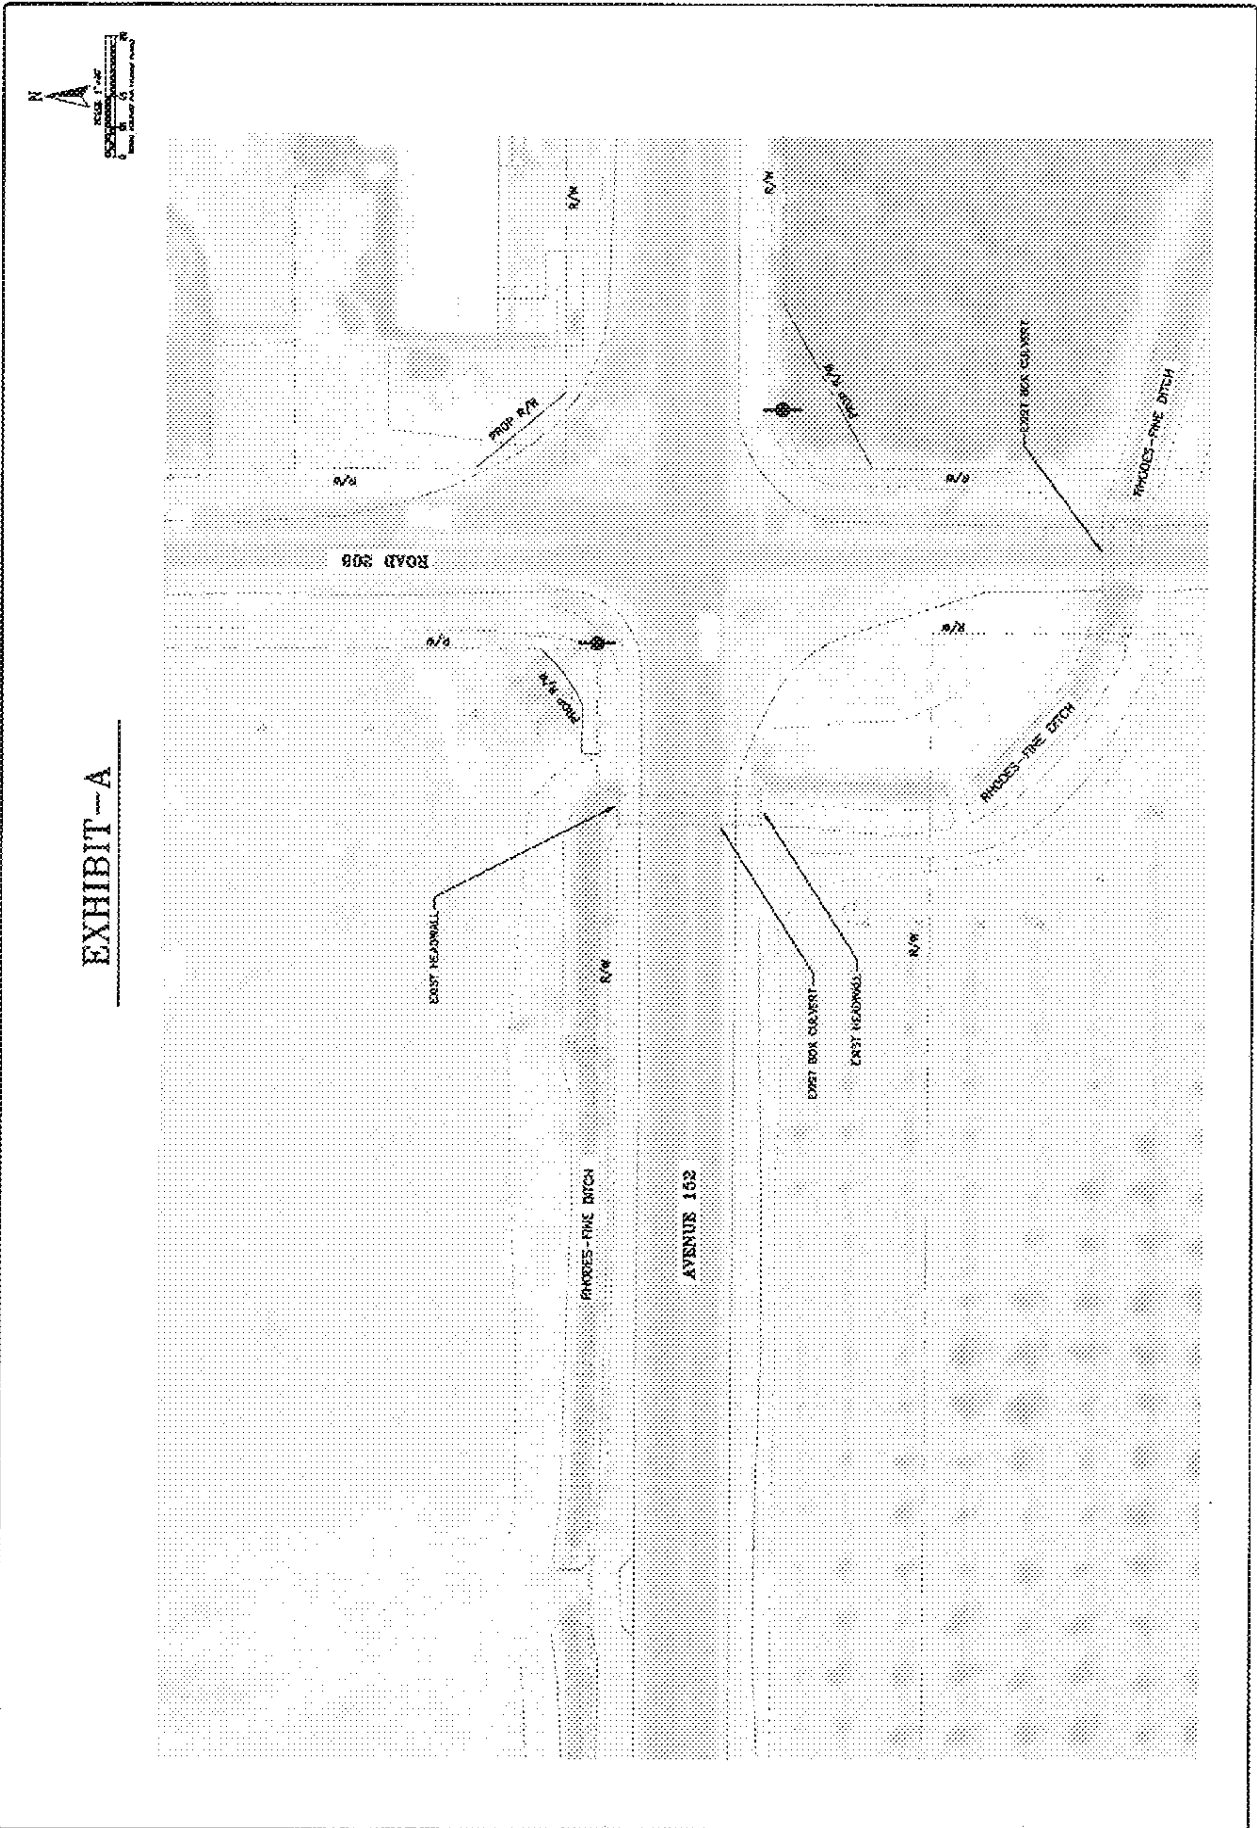 EXHIBIT-A
N
R/W
R/W
PROP R/W
PROP R/W
R/W
R/W
EXIST BOX CULVERT
RHODES-FINE DITCH
ROAD 208
R/W
PROP R/W
R/W
RHODES-FINE DITCH
EXIST HEADWALL
R/W
EXIST BOX CULVERT
EXIST HEADWALL
R/W
RHODES-FINE DITCH
AVENUE 152